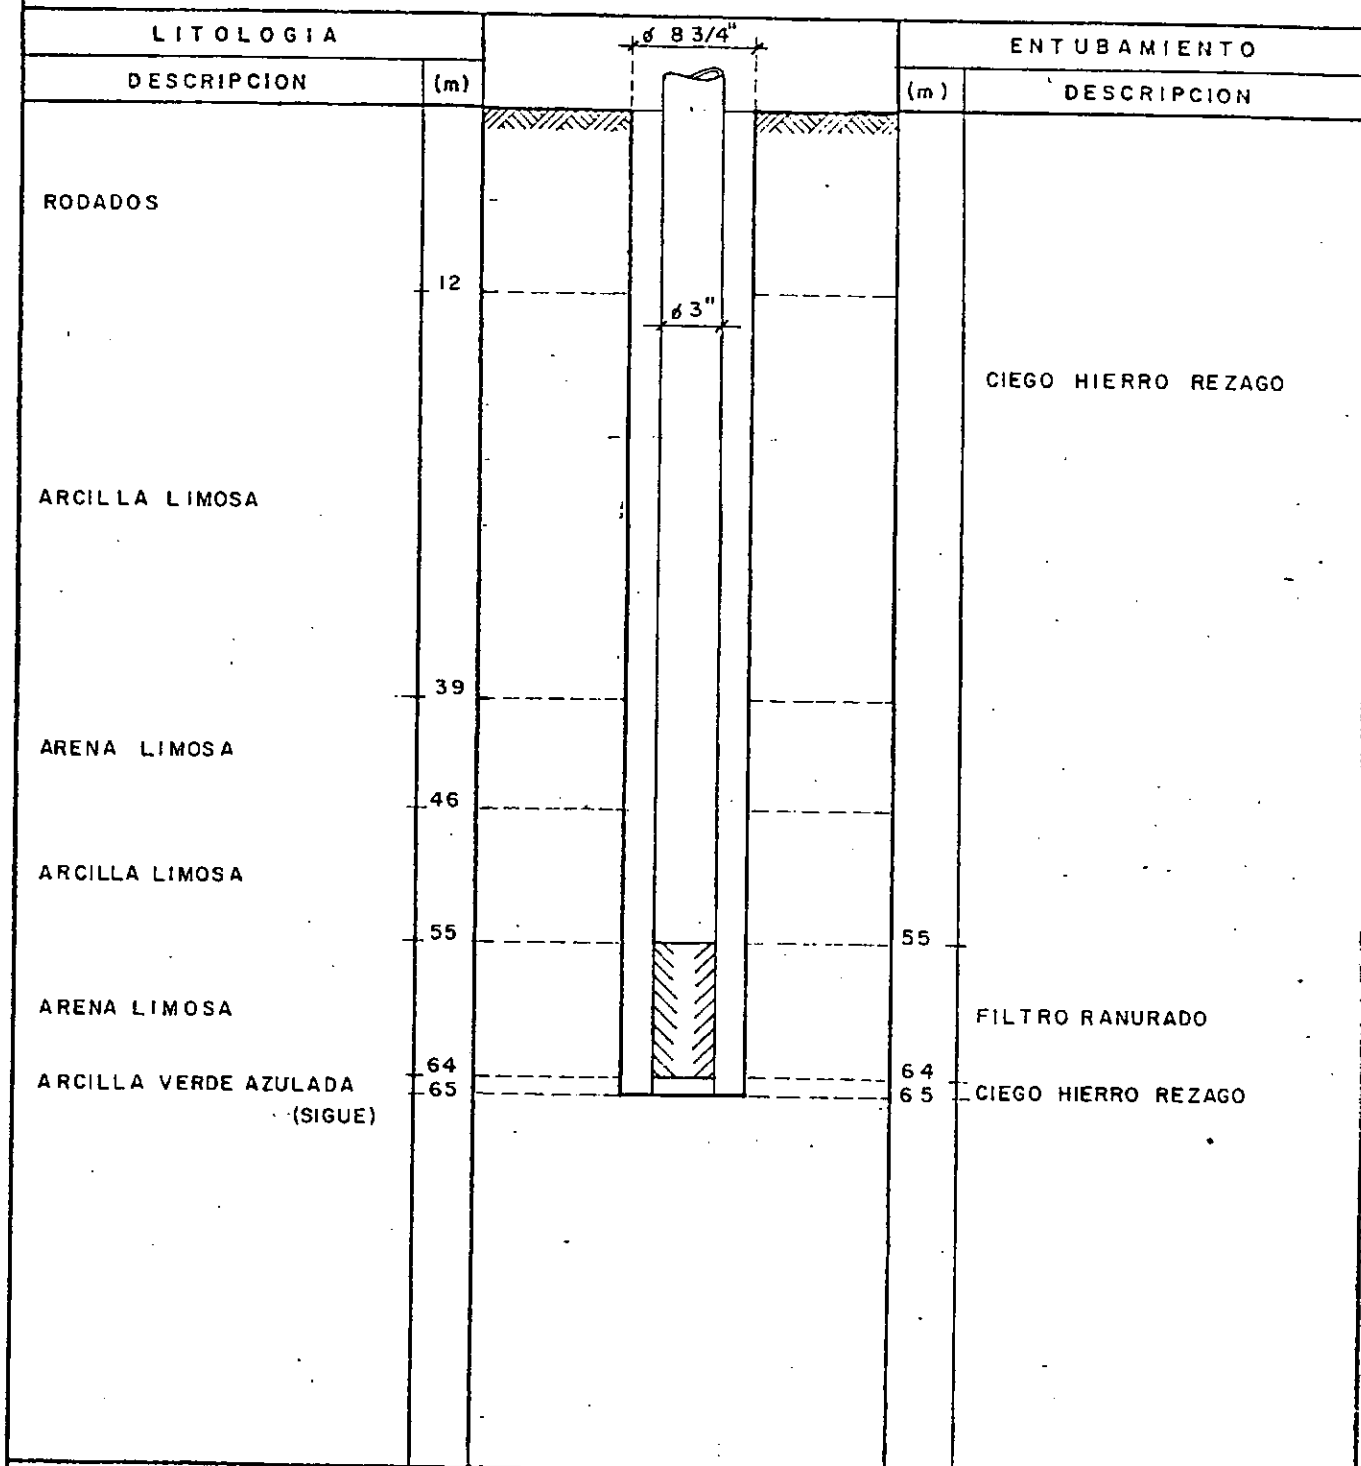 LITOLOGIA
ø 8 3/4"
ENTUBAMIENTO
DESCRIPCION
(m)
(m)
DESCRIPCION
RODADOS
12
ø 3"
CIEGO HIERRO REZAGO
ARCILLA LIMOSA
39
ARENA LIMOSA
46
ARCILLA LIMOSA
55
55
ARENA LIMOSA
FILTRO RANURADO
64
64
ARCILLA VERDE AZULADA
65
65
CIEGO HIERRO REZAGO
(SIGUE)